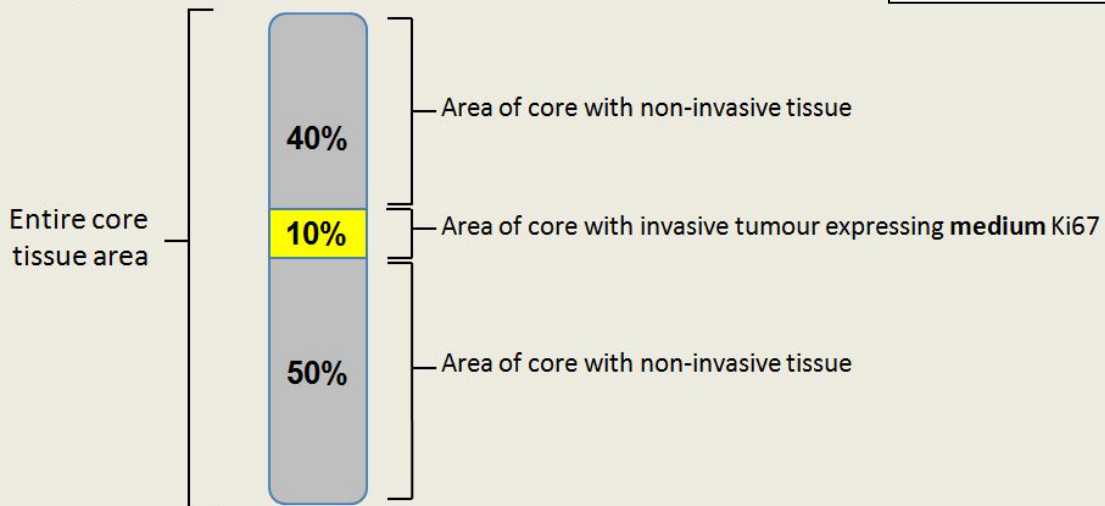 Area of core with non-invasive tissue
40%
Entire core
tissue area
10%
Area of core with invasive tumour expressing medium Ki67
50%
Area of core with non-invasive tissue